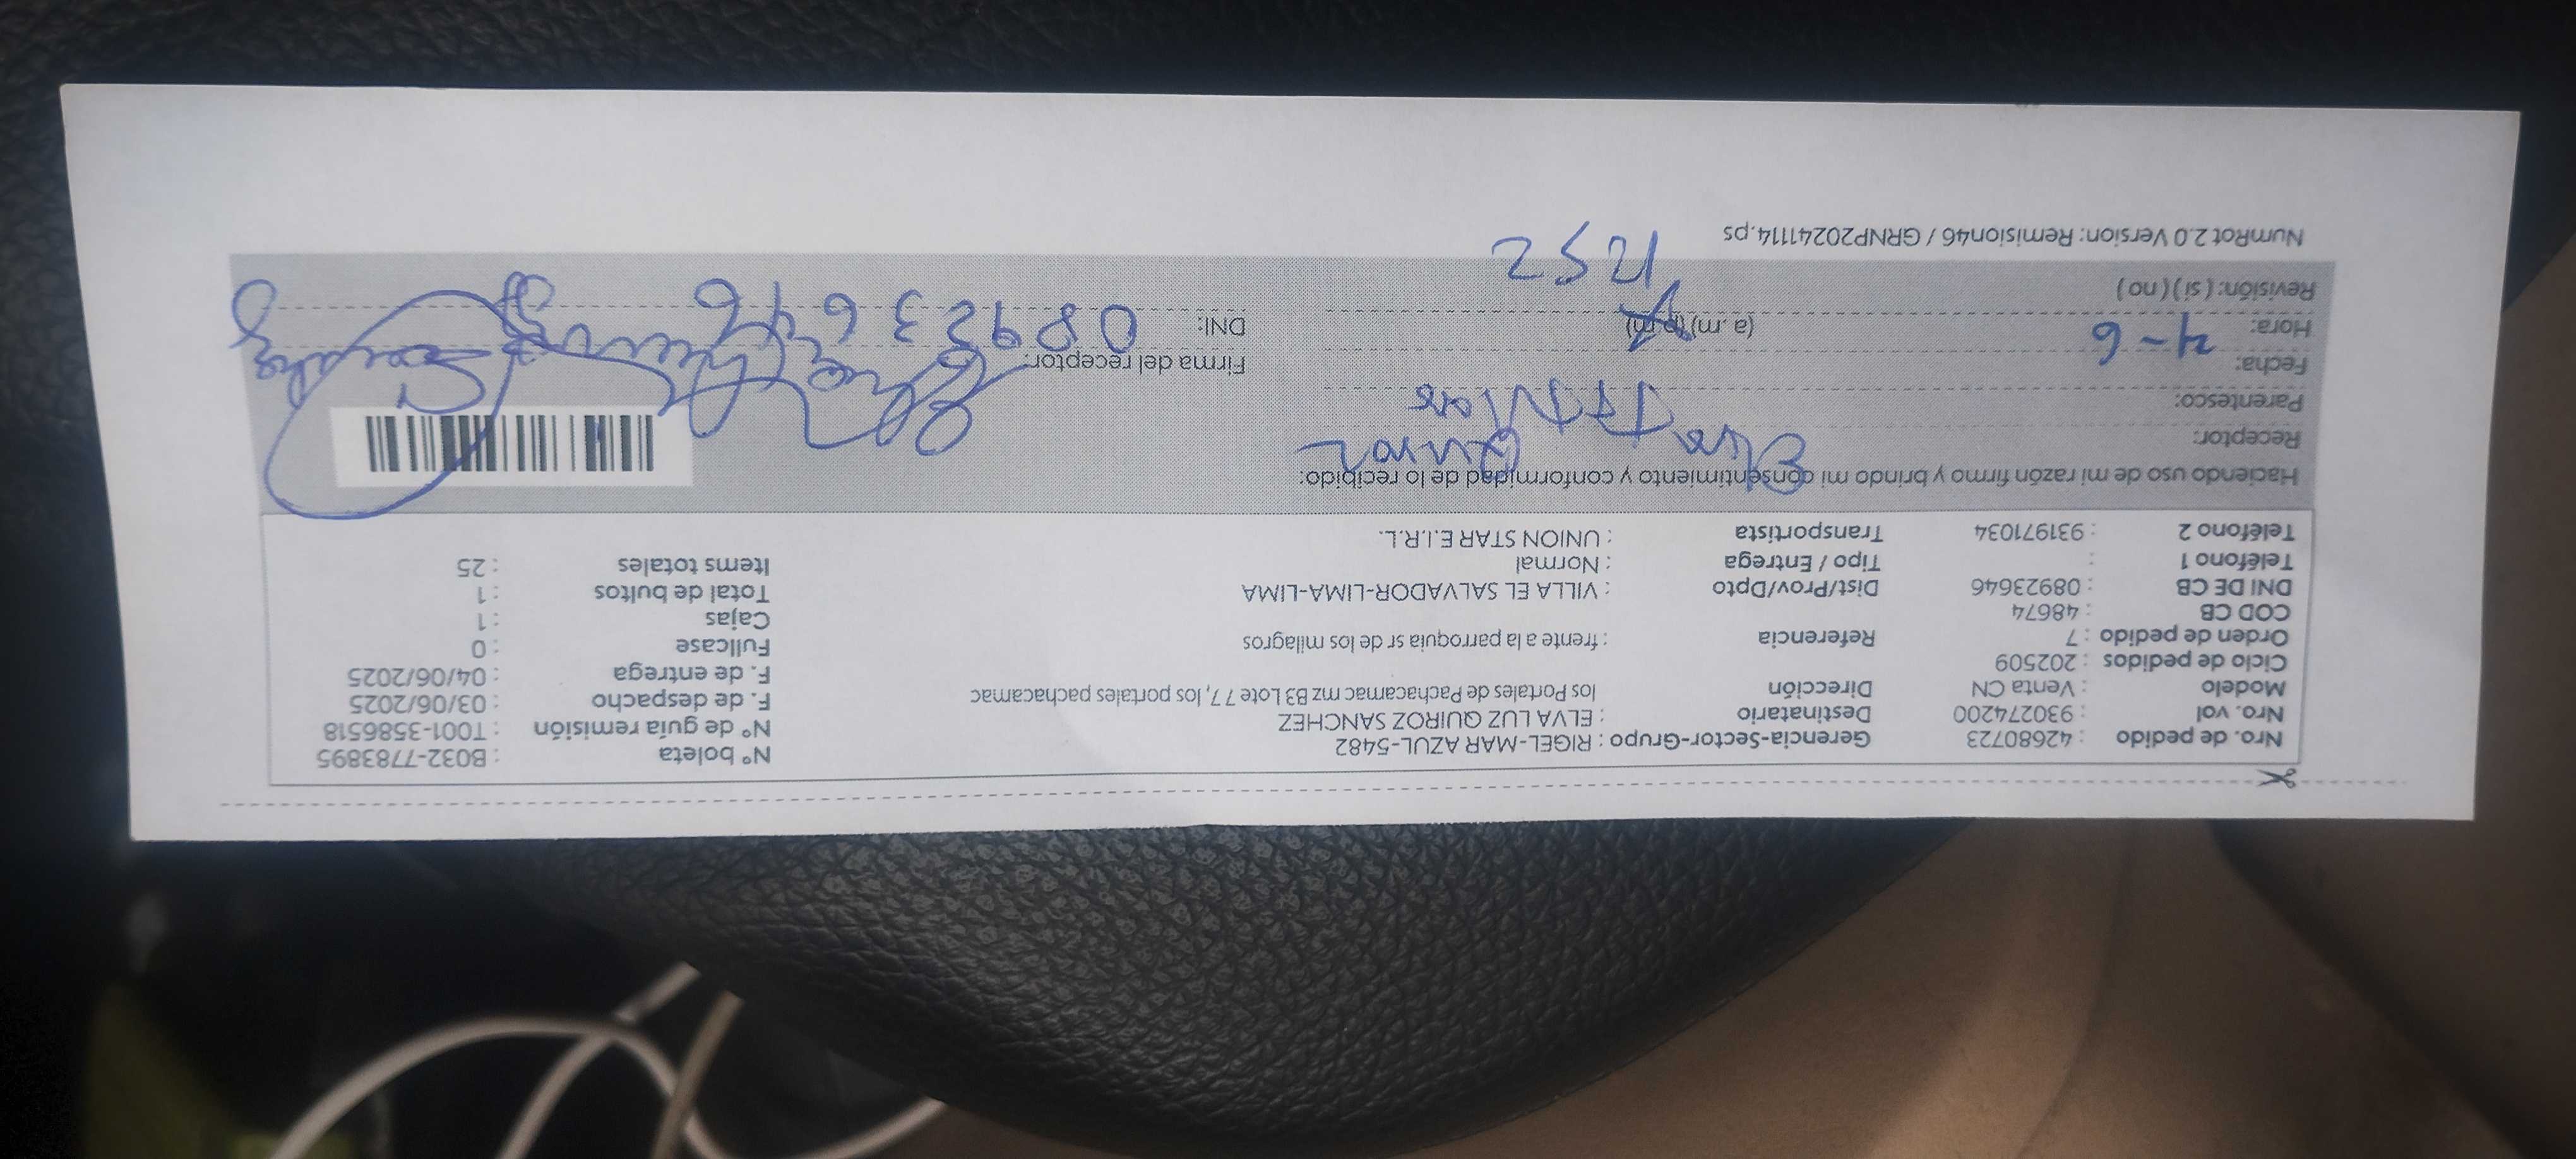 Nro. de pedido : 42680723 Gerencia-Sector-Grupo : RIGEL-MAR AZUL-5482 N° boleta : B032-7783895
Nro. vol : 930274200 Destinatario : ELVA LUZ QUIROZ SANCHEZ N° de guía remisión : T001-3586518
Modelo : Venta CN Dirección los Portales de Pachacamac mz B3 Lote 7 7, los portales pachacamac F. de despacho : 03/06/2025
Ciclo de pedidos : 202509 F. de entrega : 04/06/2025
Orden de pedido : 7 Referencia : frente a la parroquia sr de los milagros Fullcase : 0
COD CB : 48674 Cajas : 1
DNI DE CB : 08923646 Dist/Prov/Dpto : VILLA EL SALVADOR-LIMA-LIMA Total de bultos : 1
Teléfono 1 : Tipo / Entrega : Normal Items totales : 25
Teléfono 2 : 931971034 Transportista : UNION STAR E.I.R.L.
Haciendo uso de mi razón firmo y brindo mi consentimiento y conformidad de lo recibido:
Receptor: Elva Quiroz
Parentesco: Titular
Fecha: 4-6 Firma del receptor:
Hora: (a. m) (p. m) DNI: 08923646
Revisión: ( si ) ( no ) 1252
NumRot 2.0 Version: Remision46 / GRNP20241114.ps